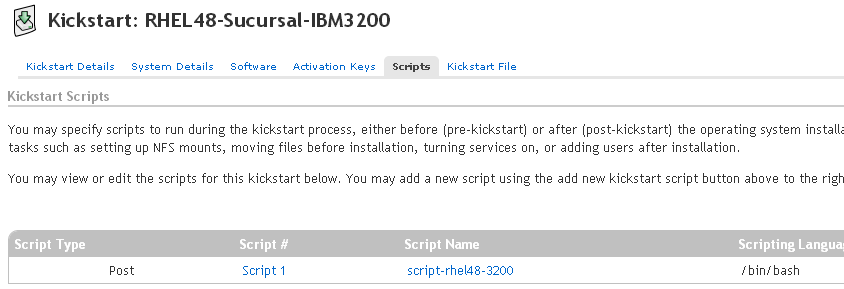 Kickstart: RHEL48-Sucursal-IBM3200
Kickstart Details System Details Software Activation Keys Scripts Kickstart File
Kickstart Scripts
You may specify scripts to run during the kickstart process, either before (pre-kickstart) or after (post-kickstart) the operating system installa
tasks such as setting up NFS mounts, moving files before installation, turning services on, or adding users after installation.
You may view or edit the scripts for this kickstart below. You may add a new script using the add new kickstart script button above to the righ
Script Type Script # Script Name Scripting Langua
Post Script 1 script-rhel48-3200 /bin/bash